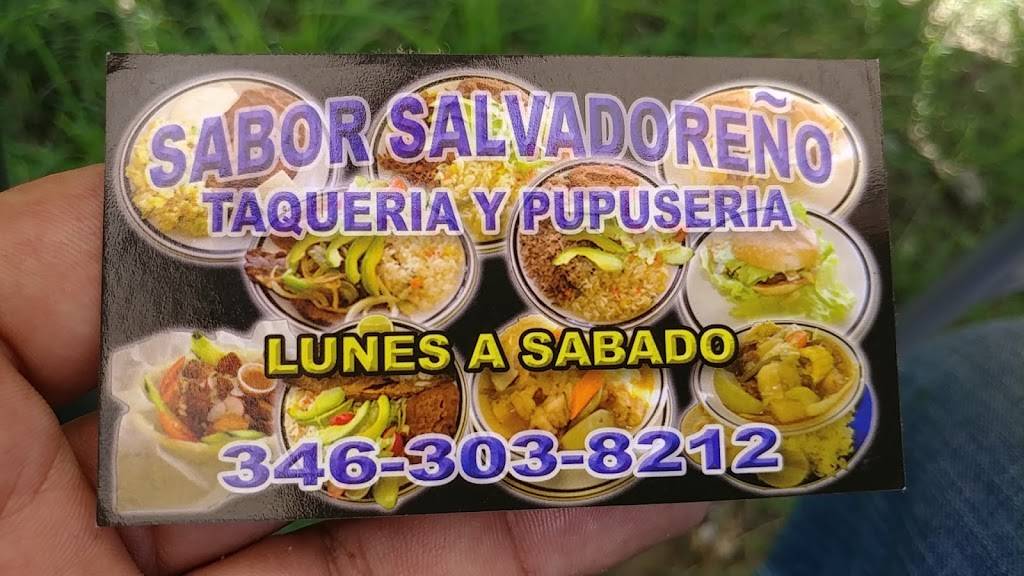 SABOR SALVADOREÑO
TAQUERIA Y PUPUSERIA
LUNES A SABADO
346-303-8212